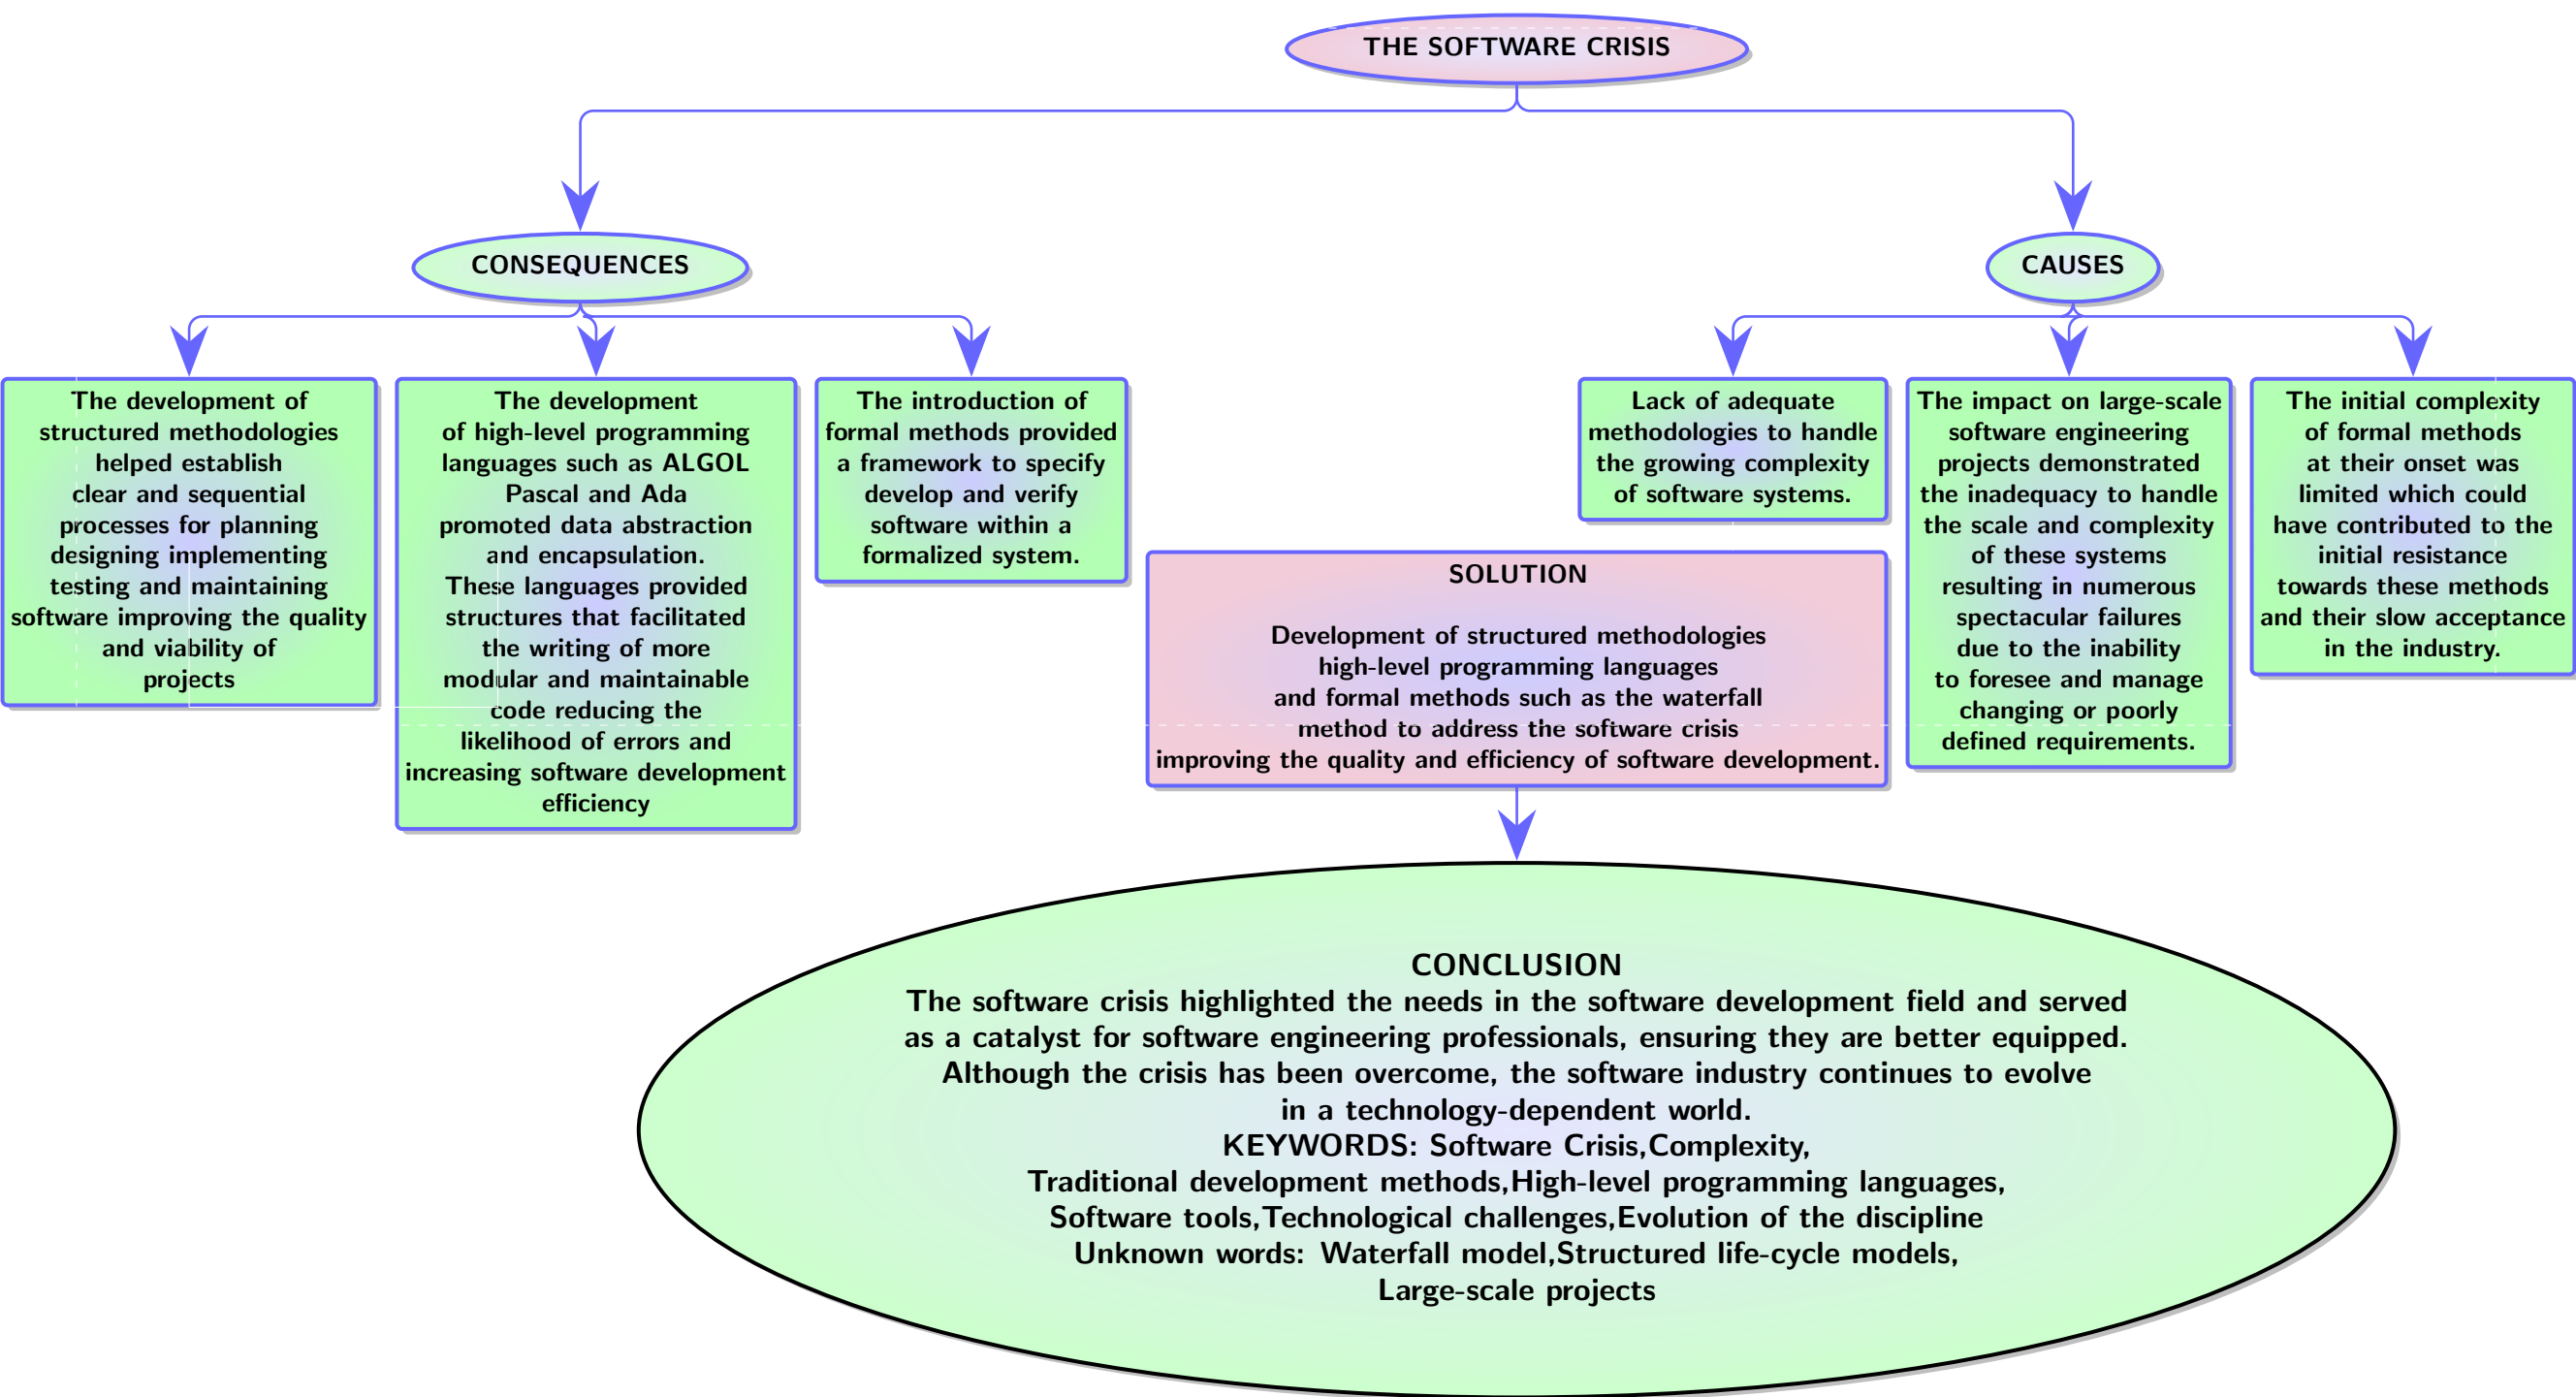 THE SOFTWARE CRISIS
CONSEQUENCES
CAUSES
The development of
structured methodologies
helped establish
clear and sequential
processes for planning
designing implementing
testing and maintaining
software improving the quality
and viability of
projects
The development
of high-level programming
languages such as ALGOL
Pascal and Ada
promoted data abstraction
and encapsulation.
These languages provided
structures that facilitated
the writing of more
modular and maintainable
code reducing the
likelihood of errors and
increasing software development
efficiency
The introduction of
formal methods provided
a framework to specify
develop and verify
software within a
formalized system.
Lack of adequate
methodologies to handle
the growing complexity
of software systems.
The impact on large-scale
software engineering
projects demonstrated
the inadequacy to handle
the scale and complexity
of these systems
resulting in numerous
spectacular failures
due to the inability
to foresee and manage
changing or poorly
defined requirements.
The initial complexity
of formal methods
at their onset was
limited which could
have contributed to the
initial resistance
towards these methods
and their slow acceptance
in the industry.
SOLUTION
Development of structured methodologies
high-level programming languages
and formal methods such as the waterfall
method to address the software crisis
improving the quality and efficiency of software development.
CONCLUSION
The software crisis highlighted the needs in the software development field and served
as a catalyst for software engineering professionals, ensuring they are better equipped.
Although the crisis has been overcome, the software industry continues to evolve
in a technology-dependent world.
KEYWORDS: Software Crisis,Complexity,
Traditional development methods,High-level programming languages,
Software tools,Technological challenges,Evolution of the discipline
Unknown words: Waterfall model,Structured life-cycle models,
Large-scale projects